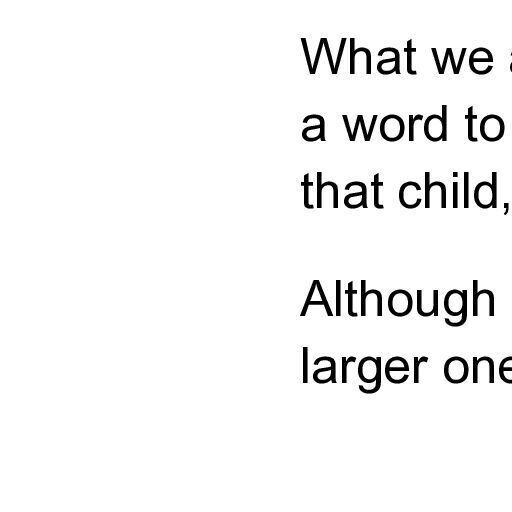 What we
a word to
that child,
Although
larger one